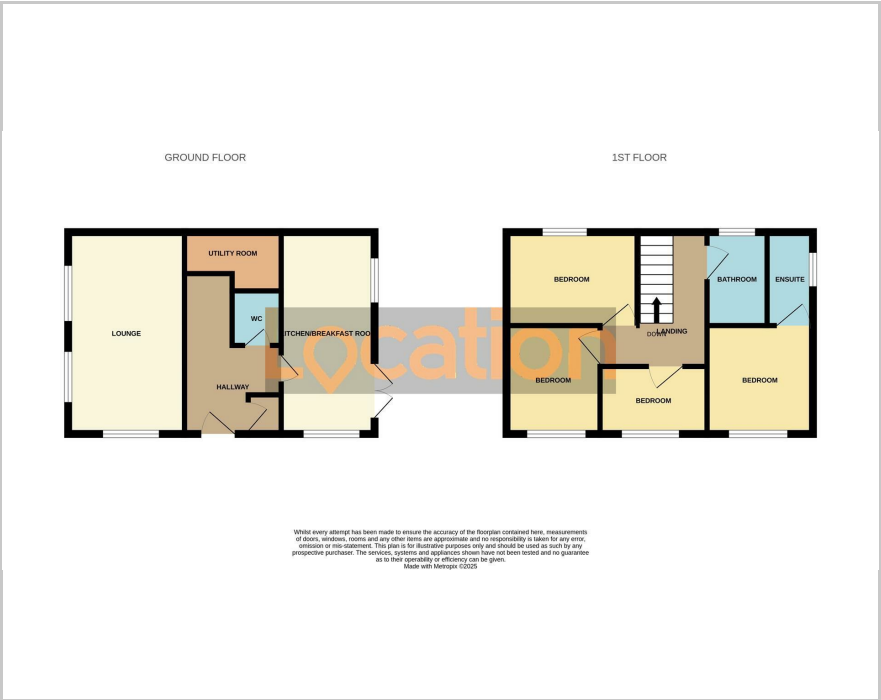 GROUND FLOOR
1ST FLOOR
UTILITY ROOM
WC
LOUNGE
KITCHEN/BREAKFAST ROOM
HALLWAY
BEDROOM
BATHROOM
ENSUITE
DOWN
LANDING
BEDROOM
BEDROOM
BEDROOM
Location
Whilst every attempt has been made to ensure the accuracy of the floorplan contained here, measurements
of doors, windows, rooms and any other items are approximate and no responsibility is taken for any error,
omission or mis-statement. This plan is for illustrative purposes only and should be used as such by any
prospective purchaser. The services, systems and appliances shown have not been tested and no guarantee
as to their operability or efficiency can be given.
Made with Metropix ©2025